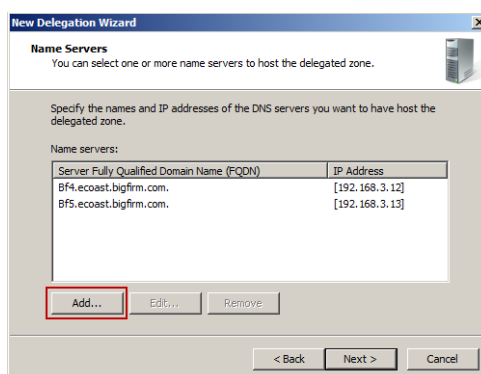 New Delegation Wizard
Name Servers
You can select one or more name servers to host the delegated zone.
Specify the names and IP addresses of the DNS servers you want to have host the
delegated zone.
Name servers:
Server Fully Qualified Domain Name (FQDN) IP Address
Bf4.ecoast.bigfirm.com. [192.168.3.12]
Bf5.ecoast.bigfirm.com. [192.168.3.13]
Add... Edit... Remove
< Back Next > Cancel